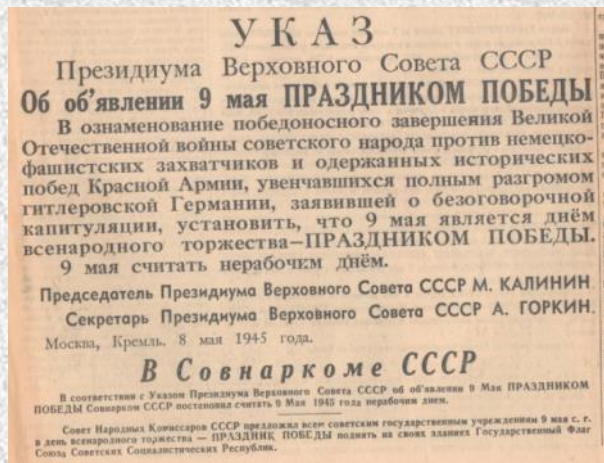 УКАЗ
Президиума Верховного Совета СССР
Об об'явлении 9 мая ПРАЗДНИКОМ ПОБЕДЫ
В ознаменование победоносного завершения Великой
Отечественной войны советского народа против немецко-
фашистских захватчиков и одержанных исторических
побед Красной Армии, увенчавшихся полным разгромом
гитлеровской Германии, заявившей о безоговорочной
капитуляции, установить, что 9 мая является днём
всенародного торжества—ПРАЗДНИКОМ ПОБЕДЫ.
9 мая считать нерабочим днём.
Председатель Президиума Верховного Совета СССР М. КАЛИНИН.
Секретарь Президиума Верховного Совета СССР А. ГОРКИН.
Москва, Кремль. 8 мая 1945 года.
В Совнаркоме СССР
В соответствии с Указом Президиума Верховного Совета СССР об об'явлении 9 Мая ПРАЗДНИКОМ
ПОБЕДЫ Совнарком СССР постановил считать 9 Мая 1945 года нерабочим днем.
Совет Народных Комиссаров СССР предложил всем советским государственным учреждениям 9 мая с. г.
в день всенародного торжества — ПРАЗДНИК ПОБЕДЫ поднять на своих зданиях Государственный Флаг
Союза Советских Социалистических Республик.